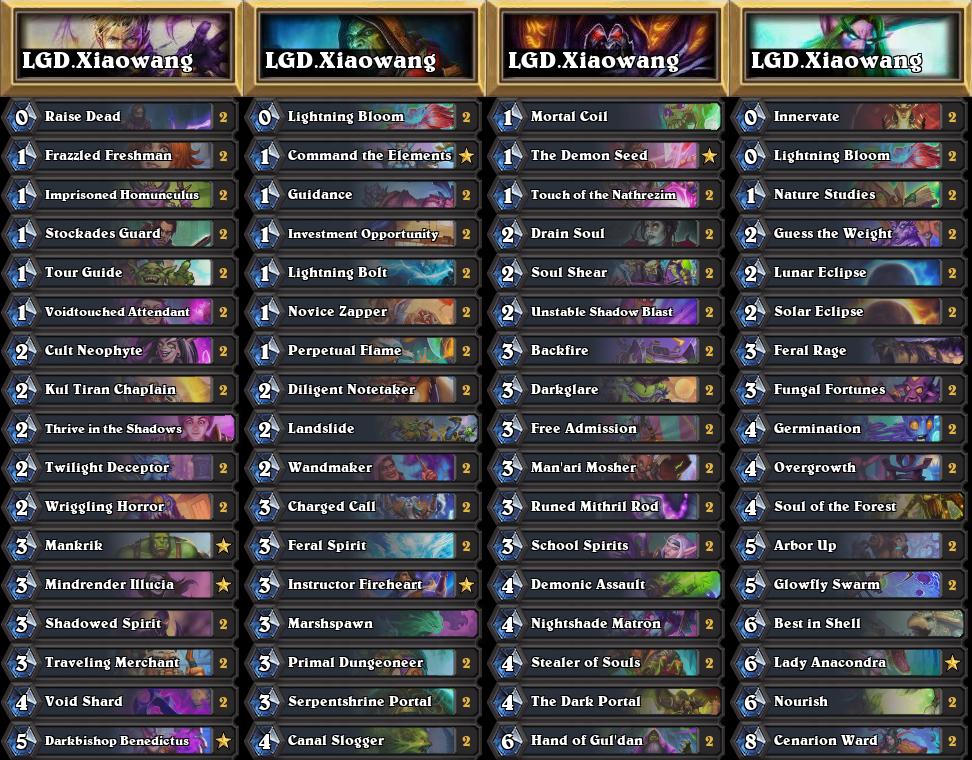 LGD.Xiaowang
0 Raise Dead 2
1 Frazzled Freshman 2
1 Imprisoned Homunculus 2
1 Stockades Guard 2
1 Tour Guide 2
1 Voidtouched Attendant 2
2 Cult Neophyte 2
2 Kul Tiran Chaplain 2
2 Thrive in the Shadows
2 Twilight Deceptor 2
2 Wriggling Horror 2
3 Mankrik
3 Mindrender Illucia
3 Shadowed Spirit 2
3 Traveling Merchant 2
4 Void Shard 2
5 Darkbishop Benedictus
LGD.Xiaowang
0 Lightning Bloom 2
1 Command the Elements
1 Guidance 2
1 Investment Opportunity 2
1 Lightning Bolt 2
1 Novice Zapper 2
1 Perpetual Flame 2
2 Diligent Notetaker 2
2 Landslide
2 Wandmaker 2
3 Charged Call 2
3 Feral Spirit 2
3 Instructor Fireheart
3 Marshspawn
3 Primal Dungeoneer 2
3 Serpentshrine Portal 2
4 Canal Slogger 2
LGD.Xiaowang
1 Mortal Coil
1 The Demon Seed
1 Touch of the Nathrezim 2
2 Drain Soul 2
2 Soul Shear 2
2 Unstable Shadow Blast 2
3 Backfire 2
3 Darkglare 2
3 Free Admission 2
3 Man'ari Mosher 2
3 Runed Mithril Rod 2
3 School Spirits 2
4 Demonic Assault
4 Nightshade Matron 2
4 Stealer of Souls 2
4 The Dark Portal
6 Hand of Gul'dan 2
LGD.Xiaowang
0 Innervate 2
0 Lightning Bloom 2
1 Nature Studies 2
2 Guess the Weight 2
2 Lunar Eclipse 2
2 Solar Eclipse 2
3 Feral Rage
3 Fungal Fortunes 2
4 Germination 2
4 Overgrowth 2
4 Soul of the Forest
5 Arbor Up 2
5 Glowfly Swarm 2
6 Best in Shell
6 Lady Anacondra
6 Nourish 2
8 Cenarion Ward 2